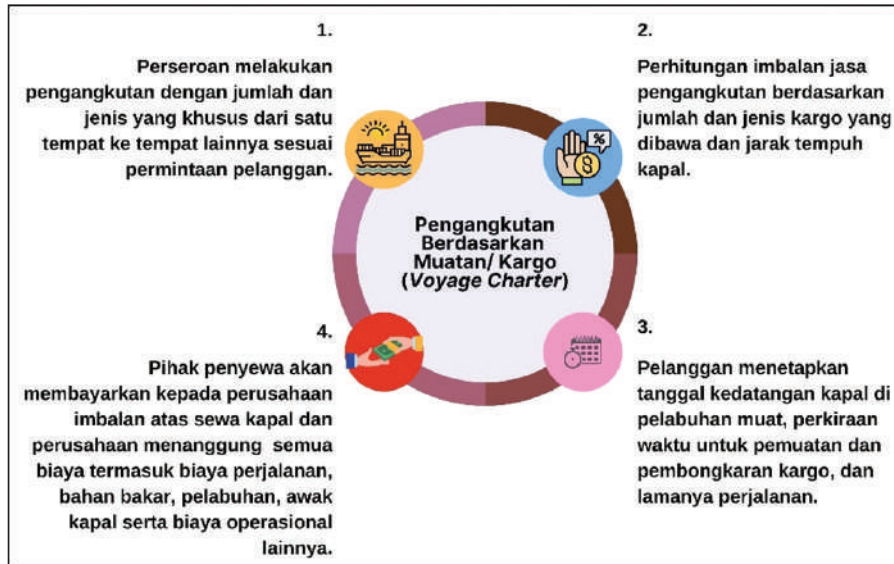 1.
Perseroan melakukan
pengangkutan dengan jumlah dan
jenis yang khusus dari satu
tempat ke tempat lainnya sesuai
permintaan pelanggan.
2.
Perhitungan imbalan jasa
pengangkutan berdasarkan
jumlah dan jenis kargo yang
dibawa dan jarak tempuh
kapal.
%
$
Pengangkutan
Berdasarkan
Muatan/ Kargo
(Voyage Charter)
3.
Pelanggan menetapkan
tanggal kedatangan kapal di
pelabuhan muat, perkiraan
waktu untuk pemuatan dan
pembongkaran kargo, dan
lamanya perjalanan.
4.
Pihak penyewa akan
membayarkan kepada perusahaan
imbalan atas sewa kapal dan
perusahaan menanggung semua
biaya termasuk biaya perjalanan,
bahan bakar, pelabuhan, awak
kapal serta biaya operasional
lainnya.